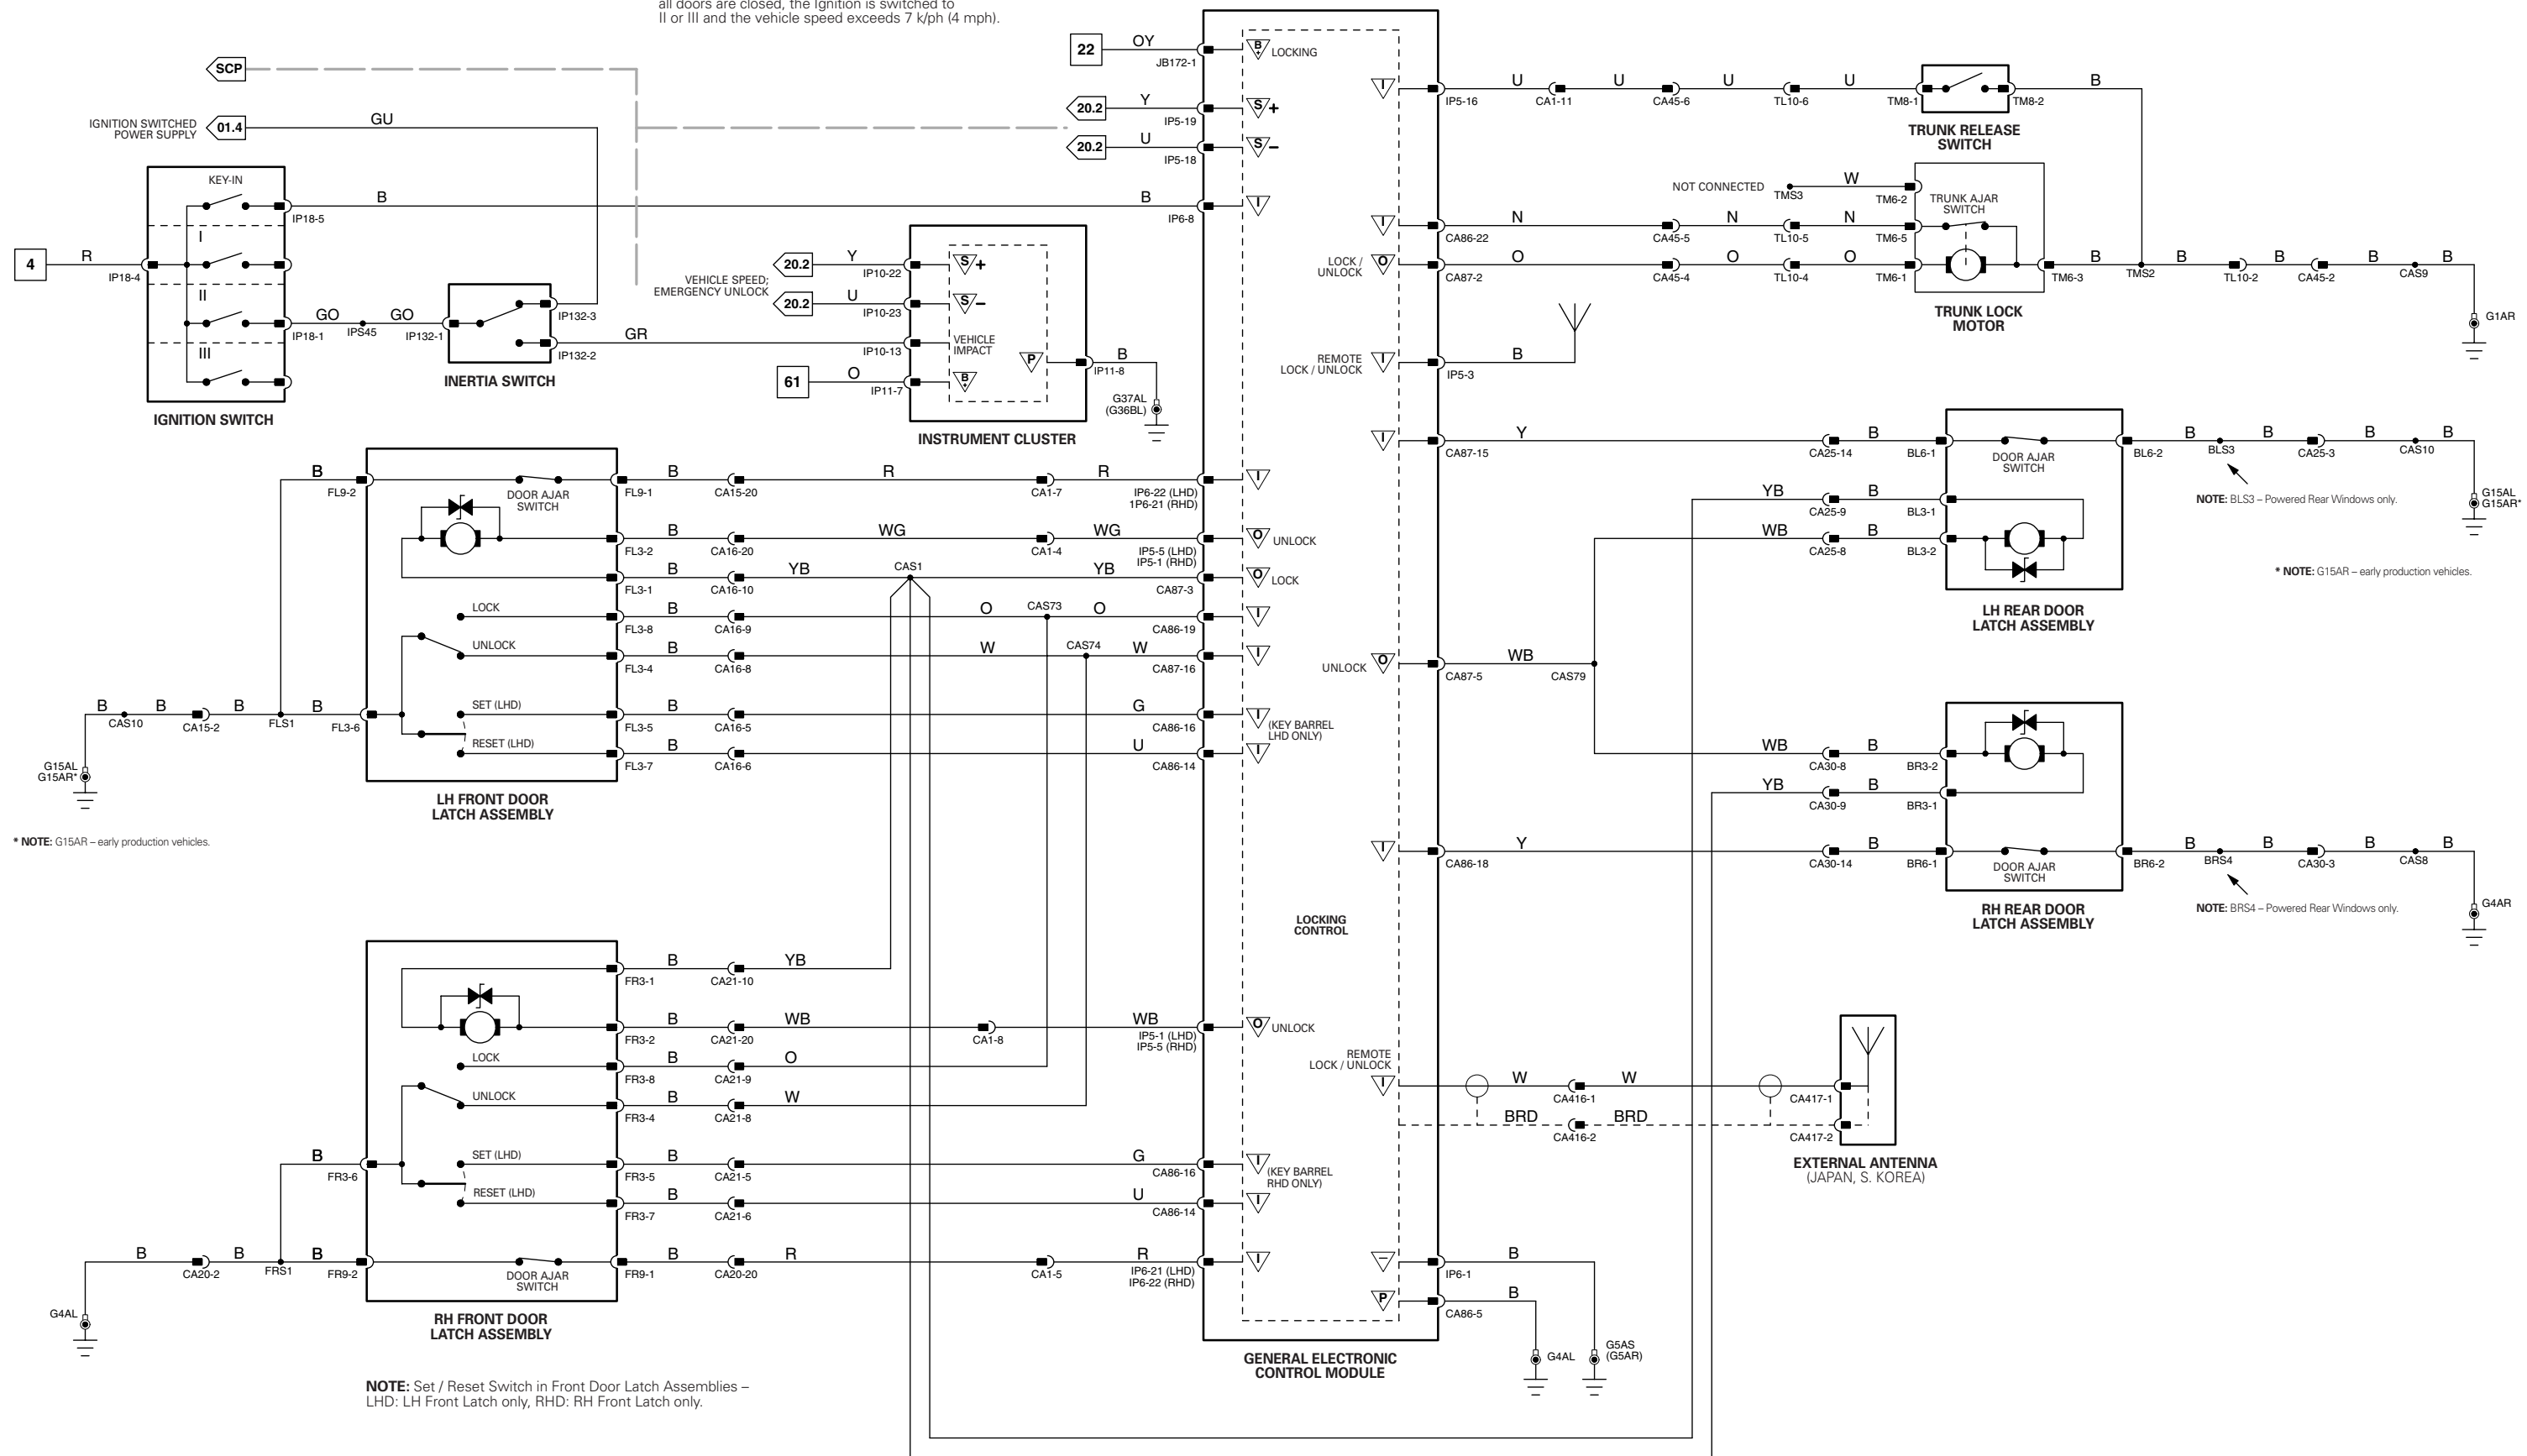 all doors are closed, the Ignition is switched to
II or III and the vehicle speed exceeds 7 k/ph (4 mph).
SCP
IGNITION SWITCHED
POWER SUPPLY
01.4
GU
KEY-IN
B
IP18-5
B
IP6-8
I
4
R
IP18-4
II
GO
IPS45
GO
IP18-1
IP132-1
III
IP132-3
IP132-2
GR
IGNITION SWITCH
INERTIA SWITCH
VEHICLE SPEED;
EMERGENCY UNLOCK
20.2
Y
IP10-22
S
+
20.2
U
IP10-23
S
–
IP10-13
VEHICLE
IMPACT
61
O
IP11-7
B
+
P
B
IP11-8
G37AL
(G36BL)
INSTRUMENT CLUSTER
22
OY
JB172-1
B
+
LOCKING
20.2
Y
IP5-19
S
+
20.2
U
IP5-18
S
–
I
I
IP5-16
U
CA1-11
U
CA45-6
U
TL10-6
U
TM8-1
TM8-2
B
TRUNK RELEASE
SWITCH
NOT CONNECTED
TMS3
W
TM6-2
TRUNK AJAR
SWITCH
I
CA86-22
N
CA45-5
N
TL10-5
N
TM6-5
LOCK /
UNLOCK
O
CA87-2
O
CA45-4
O
TL10-4
O
TM6-1
TM6-3
B
TMS2
B
TL10-2
B
CA45-2
B
CAS9
B
G1AR
TRUNK LOCK
MOTOR
REMOTE
LOCK / UNLOCK
I
IP5-3
B
I
CA87-15
Y
CA25-14
B
BL6-1
DOOR AJAR
SWITCH
BL6-2
B
BLS3
B
CA25-3
B
CAS10
B
G15AL
G15AR*
NOTE: BLS3 – Powered Rear Windows only.
YB
CA25-9
B
BL3-1
WB
CA25-8
B
BL3-2
* NOTE: G15AR – early production vehicles.
LH REAR DOOR
LATCH ASSEMBLY
UNLOCK
O
CA87-5
WB
CAS79
WB
CA30-8
B
BR3-2
YB
CA30-9
B
BR3-1
I
CA86-18
Y
CA30-14
B
BR6-1
DOOR AJAR
SWITCH
BR6-2
B
BRS4
B
CA30-3
B
CAS8
B
G4AR
NOTE: BRS4 – Powered Rear Windows only.
RH REAR DOOR
LATCH ASSEMBLY
B
FL9-2
DOOR AJAR
SWITCH
FL9-1
B
CA15-20
R
CA1-7
R
IP6-22 (LHD)
1P6-21 (RHD)
I
FL3-2
B
CA16-20
WG
CA1-4
WG
IP5-5 (LHD)
IP5-1 (RHD)
O
UNLOCK
FL3-1
B
CA16-10
YB
CAS1
YB
CA87-3
O
LOCK
LOCK
FL3-8
B
CA16-9
O
CAS73
O
CA86-19
I
UNLOCK
FL3-4
B
CA16-8
W
CAS74
W
CA87-16
I
B
CAS10
B
CA15-2
B
FLS1
B
FL3-6
SET (LHD)
FL3-5
B
CA16-5
G
CA86-16
I
(KEY BARREL
LHD ONLY)
RESET (LHD)
FL3-7
B
CA16-6
U
CA86-14
I
G15AL
G15AR*
LH FRONT DOOR
LATCH ASSEMBLY
* NOTE: G15AR – early production vehicles.
LOCKING
CONTROL
FR3-1
B
CA21-10
YB
FR3-2
B
CA21-20
WB
CA1-8
WB
IP5-1 (LHD)
IP5-5 (RHD)
O
UNLOCK
LOCK
FR3-8
B
CA21-9
O
UNLOCK
FR3-4
B
CA21-8
W
B
FR3-6
SET (LHD)
FR3-5
B
CA21-5
G
CA86-16
I
(KEY BARREL
RHD ONLY)
RESET (LHD)
FR3-7
B
CA21-6
U
CA86-14
I
B
CA20-2
B
FRS1
B
FR9-2
DOOR AJAR
SWITCH
FR9-1
B
CA20-20
R
CA1-5
R
IP6-21 (LHD)
IP6-22 (RHD)
I
G4AL
RH FRONT DOOR
LATCH ASSEMBLY
REMOTE
LOCK / UNLOCK
I
W
CA416-1
W
CA417-1
BRD
CA416-2
BRD
CA417-2
EXTERNAL ANTENNA
(JAPAN, S. KOREA)
–
IP6-1
B
P
CA86-5
B
G4AL
G5AS
(G5AR)
GENERAL ELECTRONIC
CONTROL MODULE
NOTE: Set / Reset Switch in Front Door Latch Assemblies –
LHD: LH Front Latch only, RHD: RH Front Latch only.